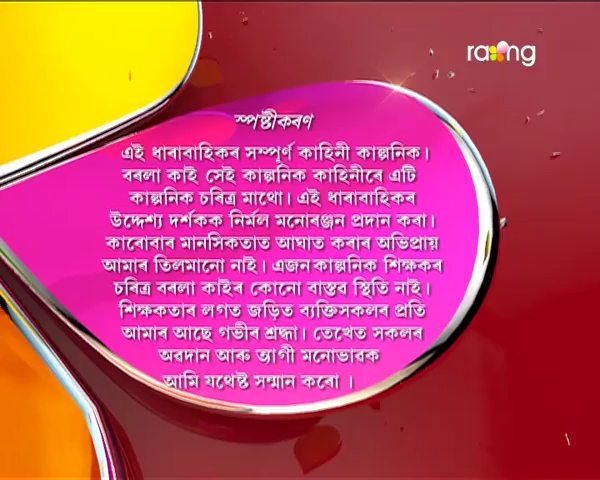 rang
স্পষ্টীকৰণ
এই ধাৰাবাহিকৰ সম্পূৰ্ণ কাহিনী কাল্পনিক।
বৰলা কাই সেই কাল্পনিক কাহিনীৰে এটি
কাল্পনিক চৰিত্ৰ মাথো। এই ধাৰাবাহিকৰ
উদ্দেশ্য দৰ্শকক নিৰ্মল মনোৰঞ্জন প্ৰদান কৰা।
কাৰোবাৰ মানসিকতাত আঘাত কৰাৰ অভিপ্ৰায়
আমাৰ তিলমানো নাই। এজন কাল্পনিক শিক্ষকৰ
চৰিত্ৰ বৰলা কাইৰ কোনো বাস্তৱ স্থিতি নাই।
শিক্ষকতাৰ লগত জড়িত ব্যক্তিসকলৰ প্ৰতি
আমাৰ আছে গভীৰ শ্ৰদ্ধা। তেখেত সকলৰ
অৱদান আৰু ত্যাগী মনোভাৱক
আমি যথেষ্ট সন্মান কৰো ।